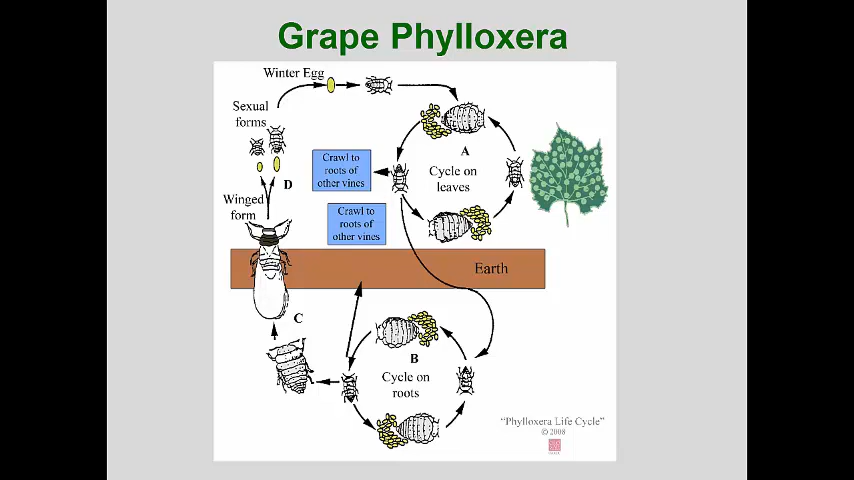 Grape Phylloxera
Winter Egg
Sexual
forms
A
Crawl to
roots of
other vines
Cycle on
leaves
D
Winged
form
Crawl to
roots of
other vines
Earth
C
B
Cycle on
roots
“Phylloxera Life Cycle”
© 2008